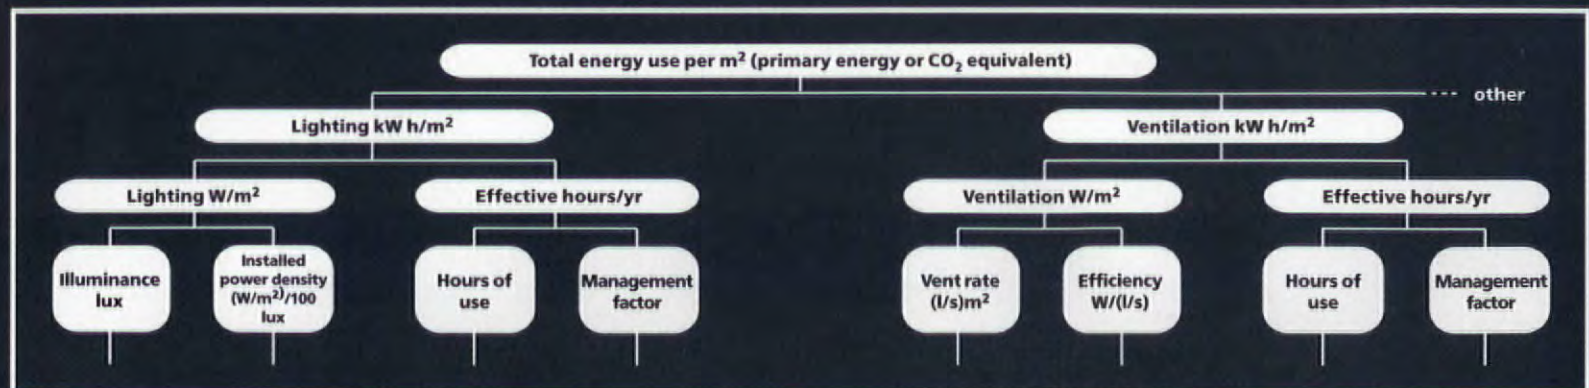 Total energy use per m² (primary energy or CO₂ equivalent)
other
Lighting kW h/m²
Ventilation kW h/m²
Lighting W/m²
Effective hours/yr
Ventilation W/m²
Effective hours/yr
Illuminance
lux
Installed
power density
(W/m²)/100
lux
Hours of
use
Management
factor
Vent rate
(l/s)m²
Efficiency
W/(l/s)
Hours of
use
Management
factor